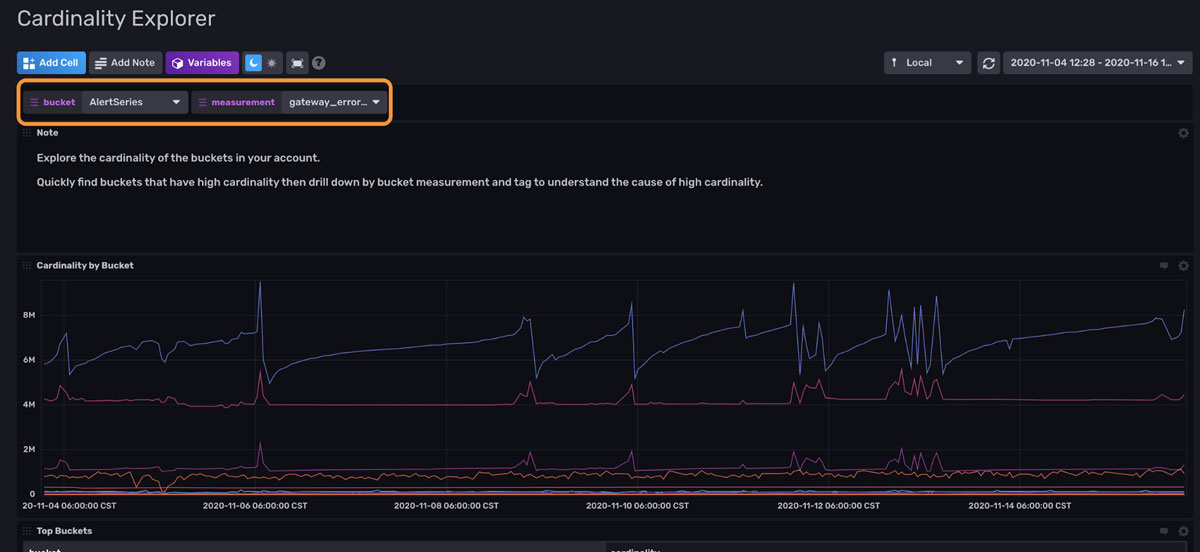 Cardinality Explorer
Add Cell Add Note Variables ? Local 2020-11-04 12:28 - 2020-11-16 1...
bucket AlertSeries measurement gateway_error...
Note
Explore the cardinality of the buckets in your account.
Quickly find buckets that have high cardinality then drill down by bucket measurement and tag to understand the cause of high cardinality.
Cardinality by Bucket
8M
6M
4M
2M
0
20-11-04 06:00:00 CST 2020-11-06 06:00:00 CST 2020-11-08 06:00:00 CST 2020-11-10 06:00:00 CST 2020-11-12 06:00:00 CST 2020-11-14 06:00:00 CST
Top Buckets
bucket cardinality